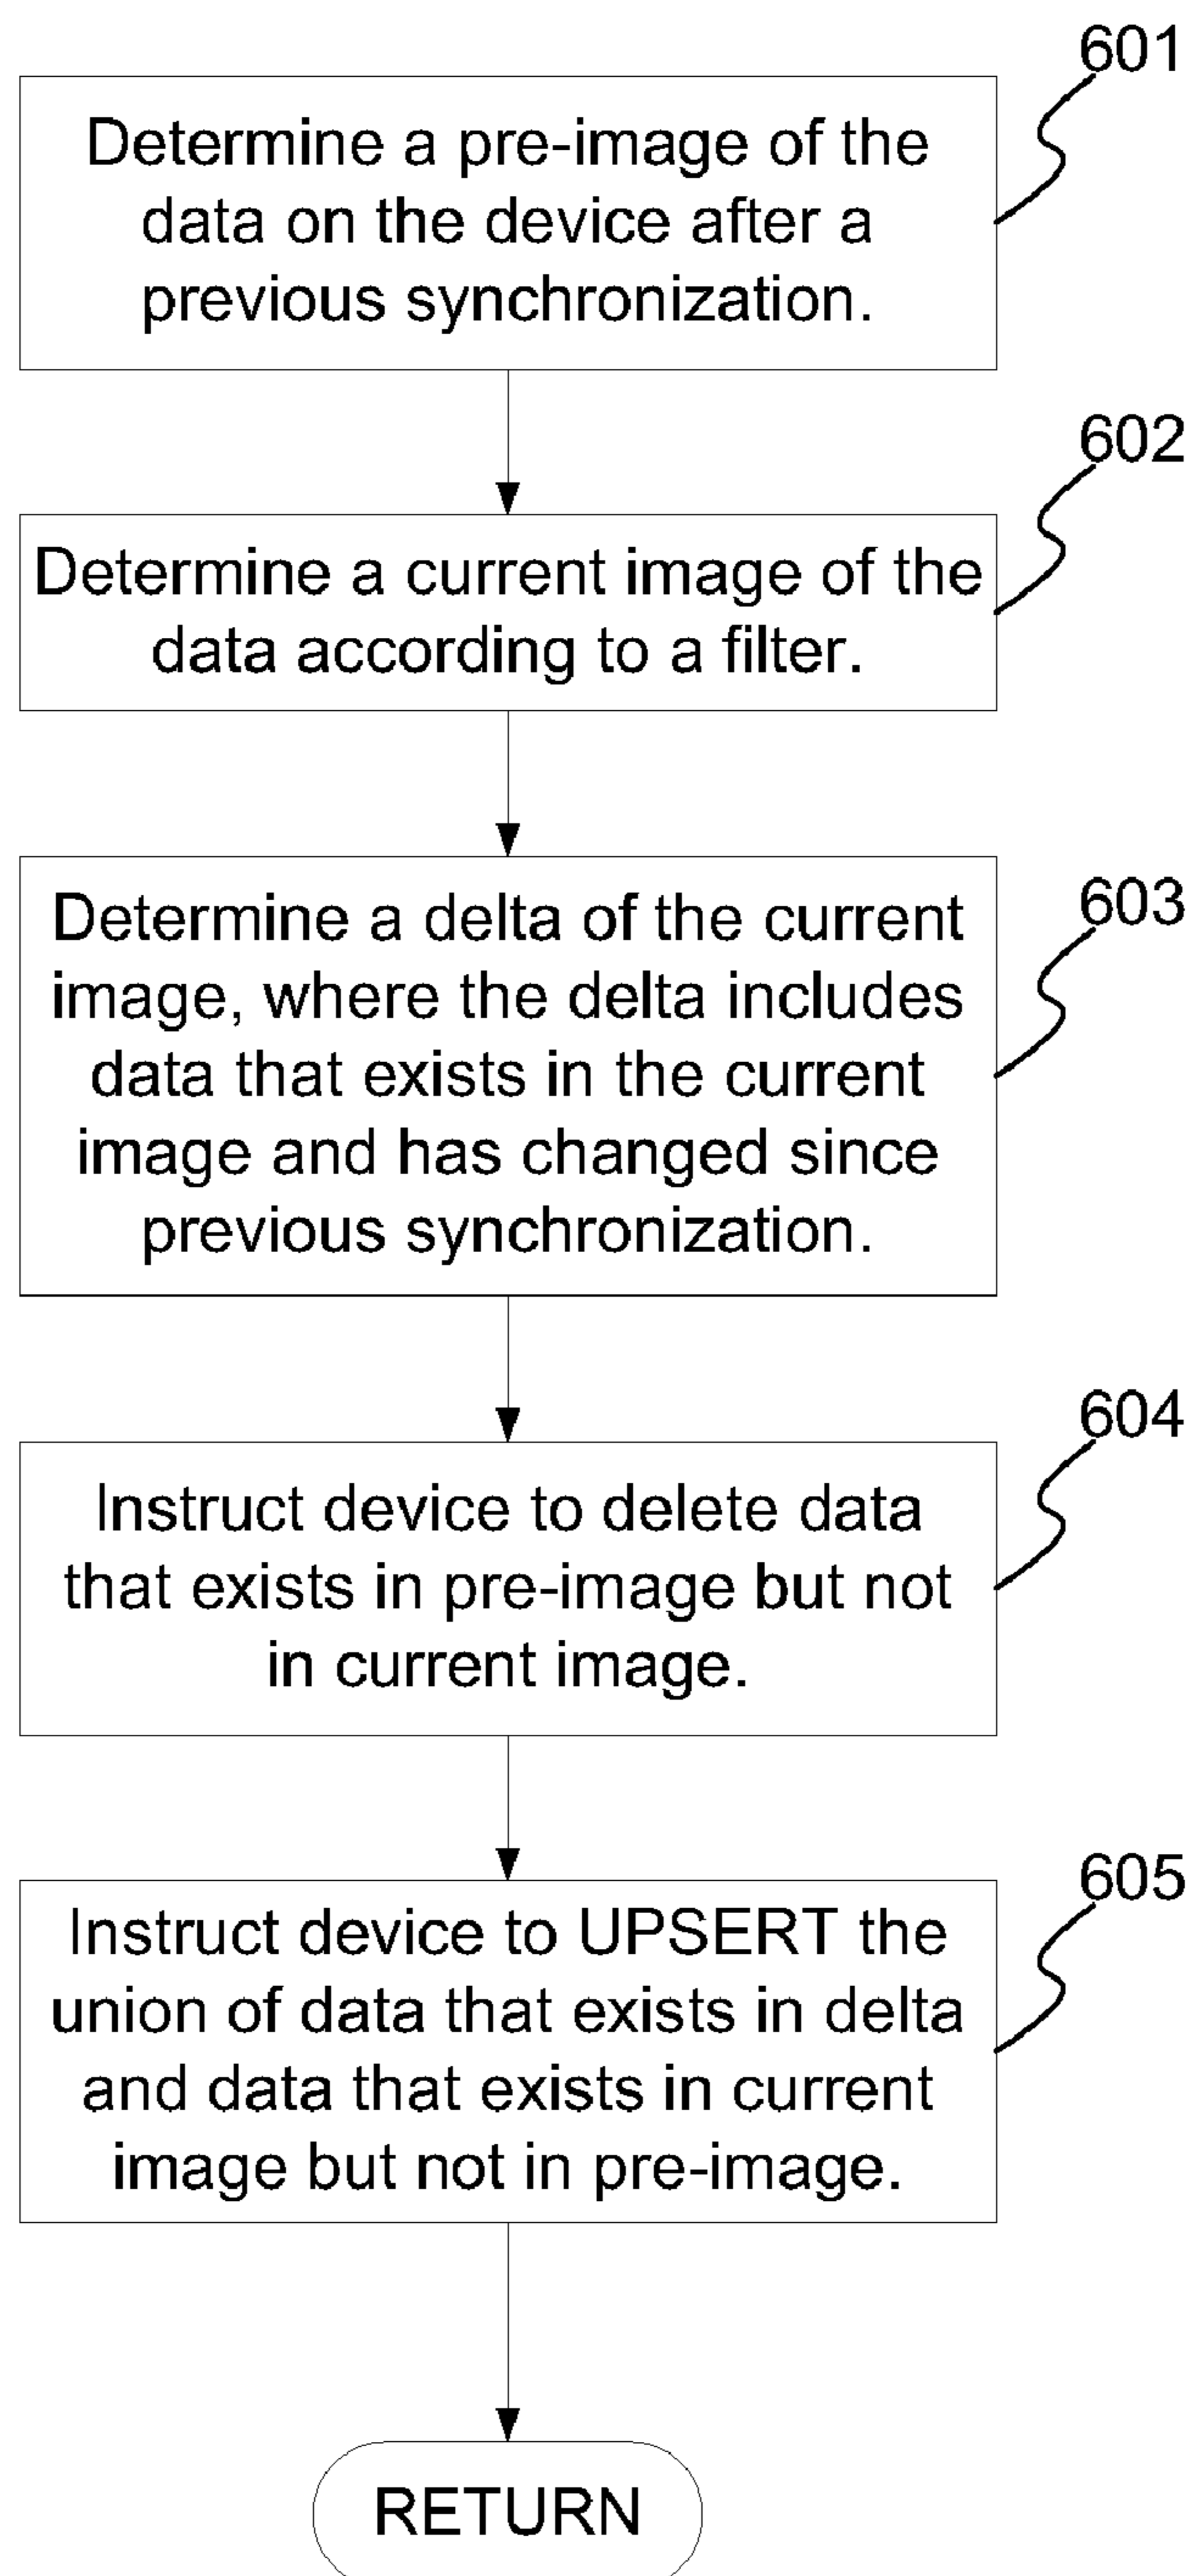 601
Determine a pre-image of the
data on the device after a
previous synchronization.
602
Determine a current image of the
data according to a filter.
603
Determine a delta of the current
image, where the delta includes
data that exists in the current
image and has changed since
previous synchronization.
604
Instruct device to delete data
that exists in pre-image but not
in current image.
605
Instruct device to UPSERT the
union of data that exists in delta
and data that exists in current
image but not in pre-image.
RETURN